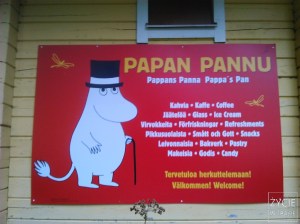 PAPAN PANNU
Pappans Panna Pappa's Pan
Kahvia • Kaffe • Coffee
Jäätelöä • Glass • Ice Cream
Virvokkeita • Förfriskningar • Refreshments
Pikkusuolaista • Smått och Gott • Snacks
Leivonnaisia • Bakverk • Pastry
Makeisia • Godis • Candy
Tervetuloa herkuttelemaan!
Välkommen! Welcome!
ŻYCIE